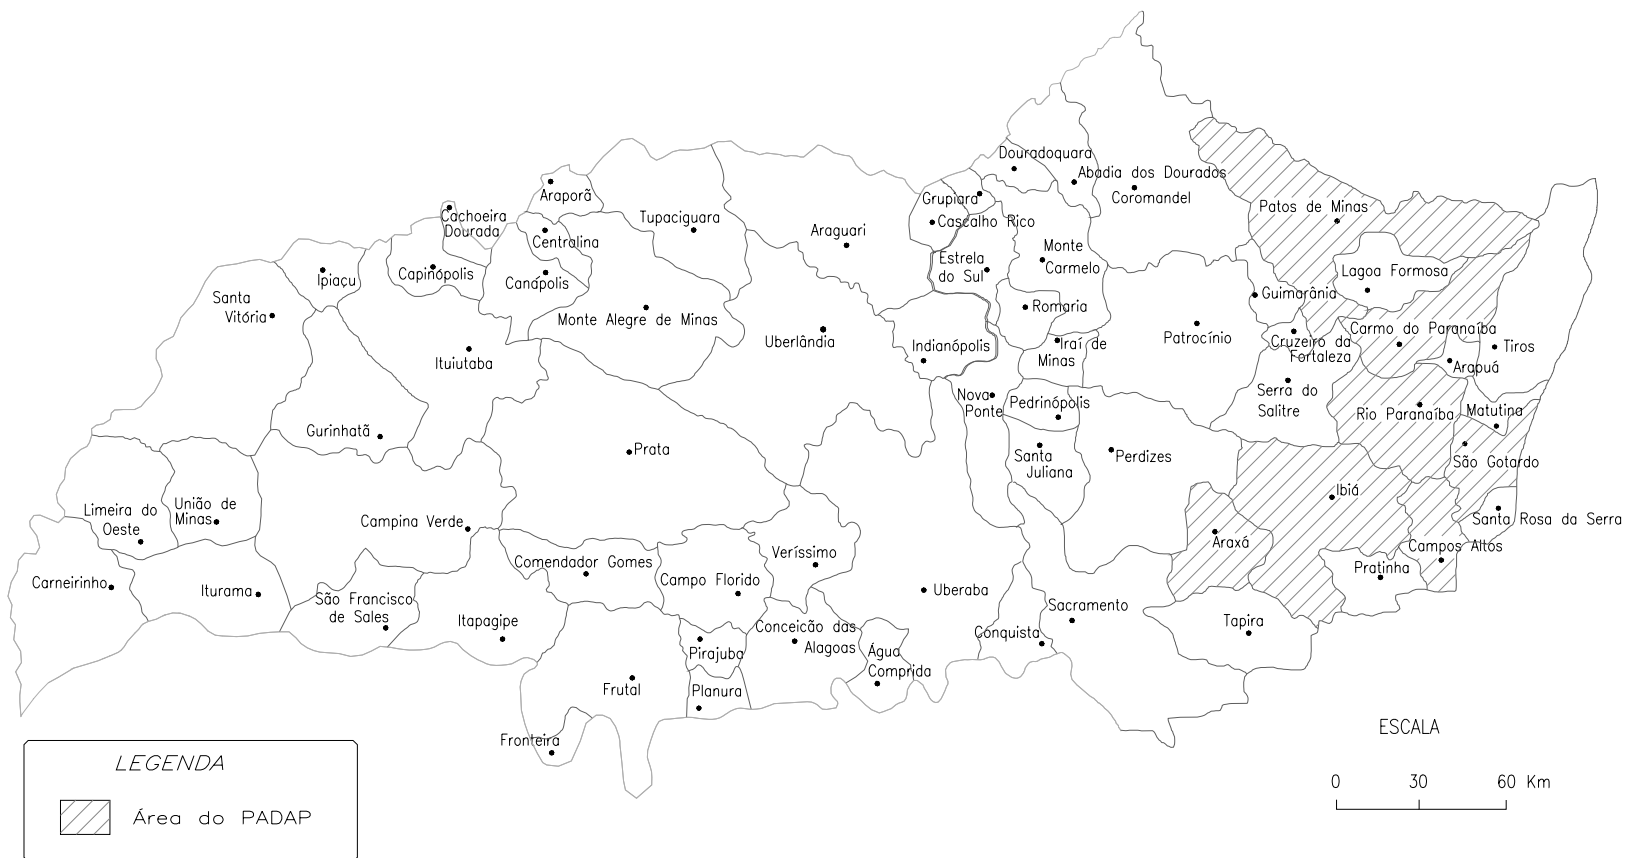 Douradoquara
Abadia dos Dourados
Coromandel
Araporã
Grupiara
Cascalho Rico
Patos de Minas
Cachoeira
Dourada
Tupaciguara
Araguari
Centralina
Monte
Carmelo
Estrela
do Sul
Capinópolis
Ipiaçu
Canápolis
Lagoa Formosa
Guimarânia
Santa
Vitória
Romaria
Monte Alegre de Minas
Carmo do Paranaíba
Uberlândia
Indianópolis
Iraí de
Minas
Patrocínio
Cruzeiro da
Fortaleza
Tiros
Arapuá
Ituiutaba
Serra do
Salitre
Nova
Ponte
Pedrinópolis
Rio Paranaíba
Matutina
Gurinhatã
Prata
Santa
Juliana
Perdizes
São Gotardo
Ibiá
Limeira do
Oeste
União de
Minas
Campina Verde
Santa Rosa da Serra
Araxá
Campos Altos
Veríssimo
Comendador Gomes
Pratinha
Carneirinho
Iturama
Campo Florido
Uberaba
São Francisco
de Sales
Sacramento
Itapagipe
Conceicão das
Alagoas
Conquista
Tapira
Pirajuba
Água
Comprida
Frutal
Planura
Fronteira
ESCALA
0 30 60 Km
LEGENDA
Área do PADAP